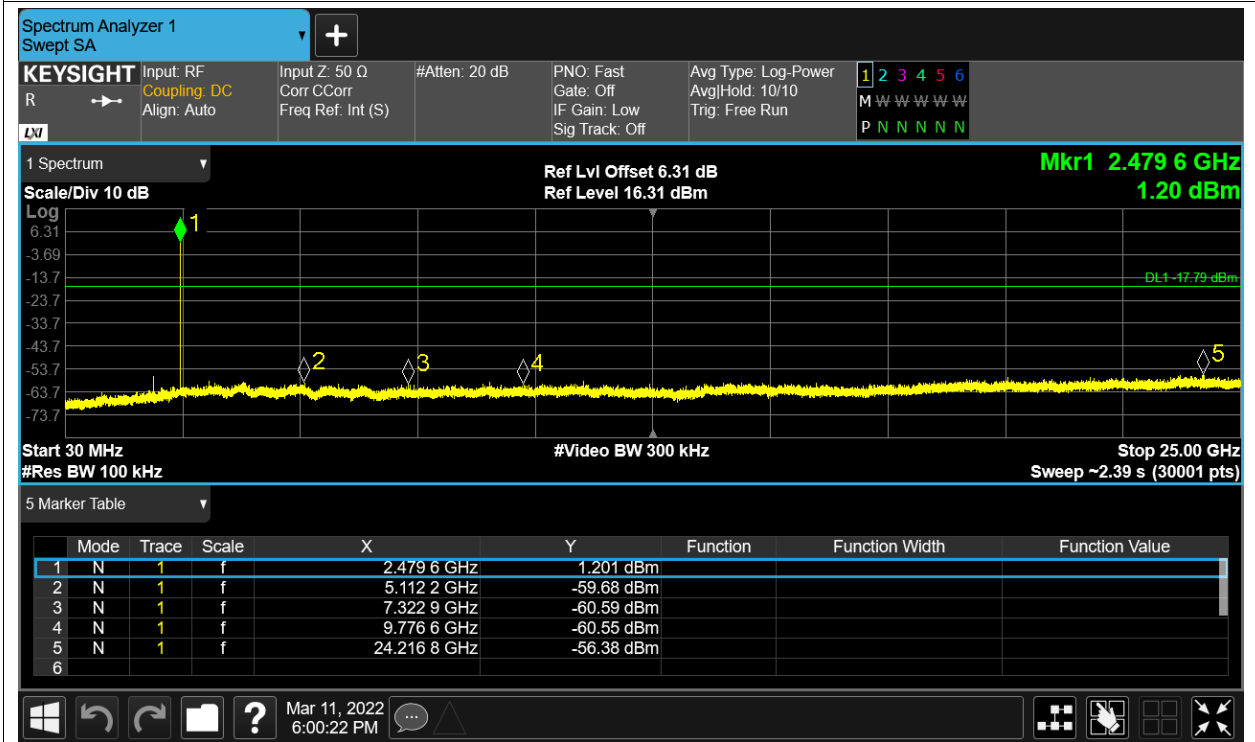 Spectrum Analyzer 1
Swept SA
+
KEYSIGHT
R
LXI
Input: RF
Coupling: DC
Align: Auto
Input Z: 50 Ω
Corr CCorr
Freq Ref: Int (S)
#Atten: 20 dB
PNO: Fast
Gate: Off
IF Gain: Low
Sig Track: Off
Avg Type: Log-Power
Avg|Hold: 10/10
Trig: Free Run
1 2 3 4 5 6
M W W W W W
P N N N N N
1 Spectrum
Scale/Div 10 dB
Ref Lvl Offset 6.31 dB
Ref Level 16.31 dBm
Mkr1 2.479 6 GHz
1.20 dBm
Log
6.31
-3.69
-13.7
-23.7
-33.7
-43.7
-53.7
-63.7
-73.7
1
2
3
4
5
DL1 -17.79 dBm
Start 30 MHz
#Res BW 100 kHz
#Video BW 300 kHz
Stop 25.00 GHz
Sweep ~2.39 s (30001 pts)
5 Marker Table
Mode Trace Scale X Y Function Function Width Function Value
1 N 1 f 2.479 6 GHz 1.201 dBm
2 N 1 f 5.112 2 GHz -59.68 dBm
3 N 1 f 7.322 9 GHz -60.59 dBm
4 N 1 f 9.776 6 GHz -60.55 dBm
5 N 1 f 24.216 8 GHz -56.38 dBm
6
?
Mar 11, 2022
6:00:22 PM